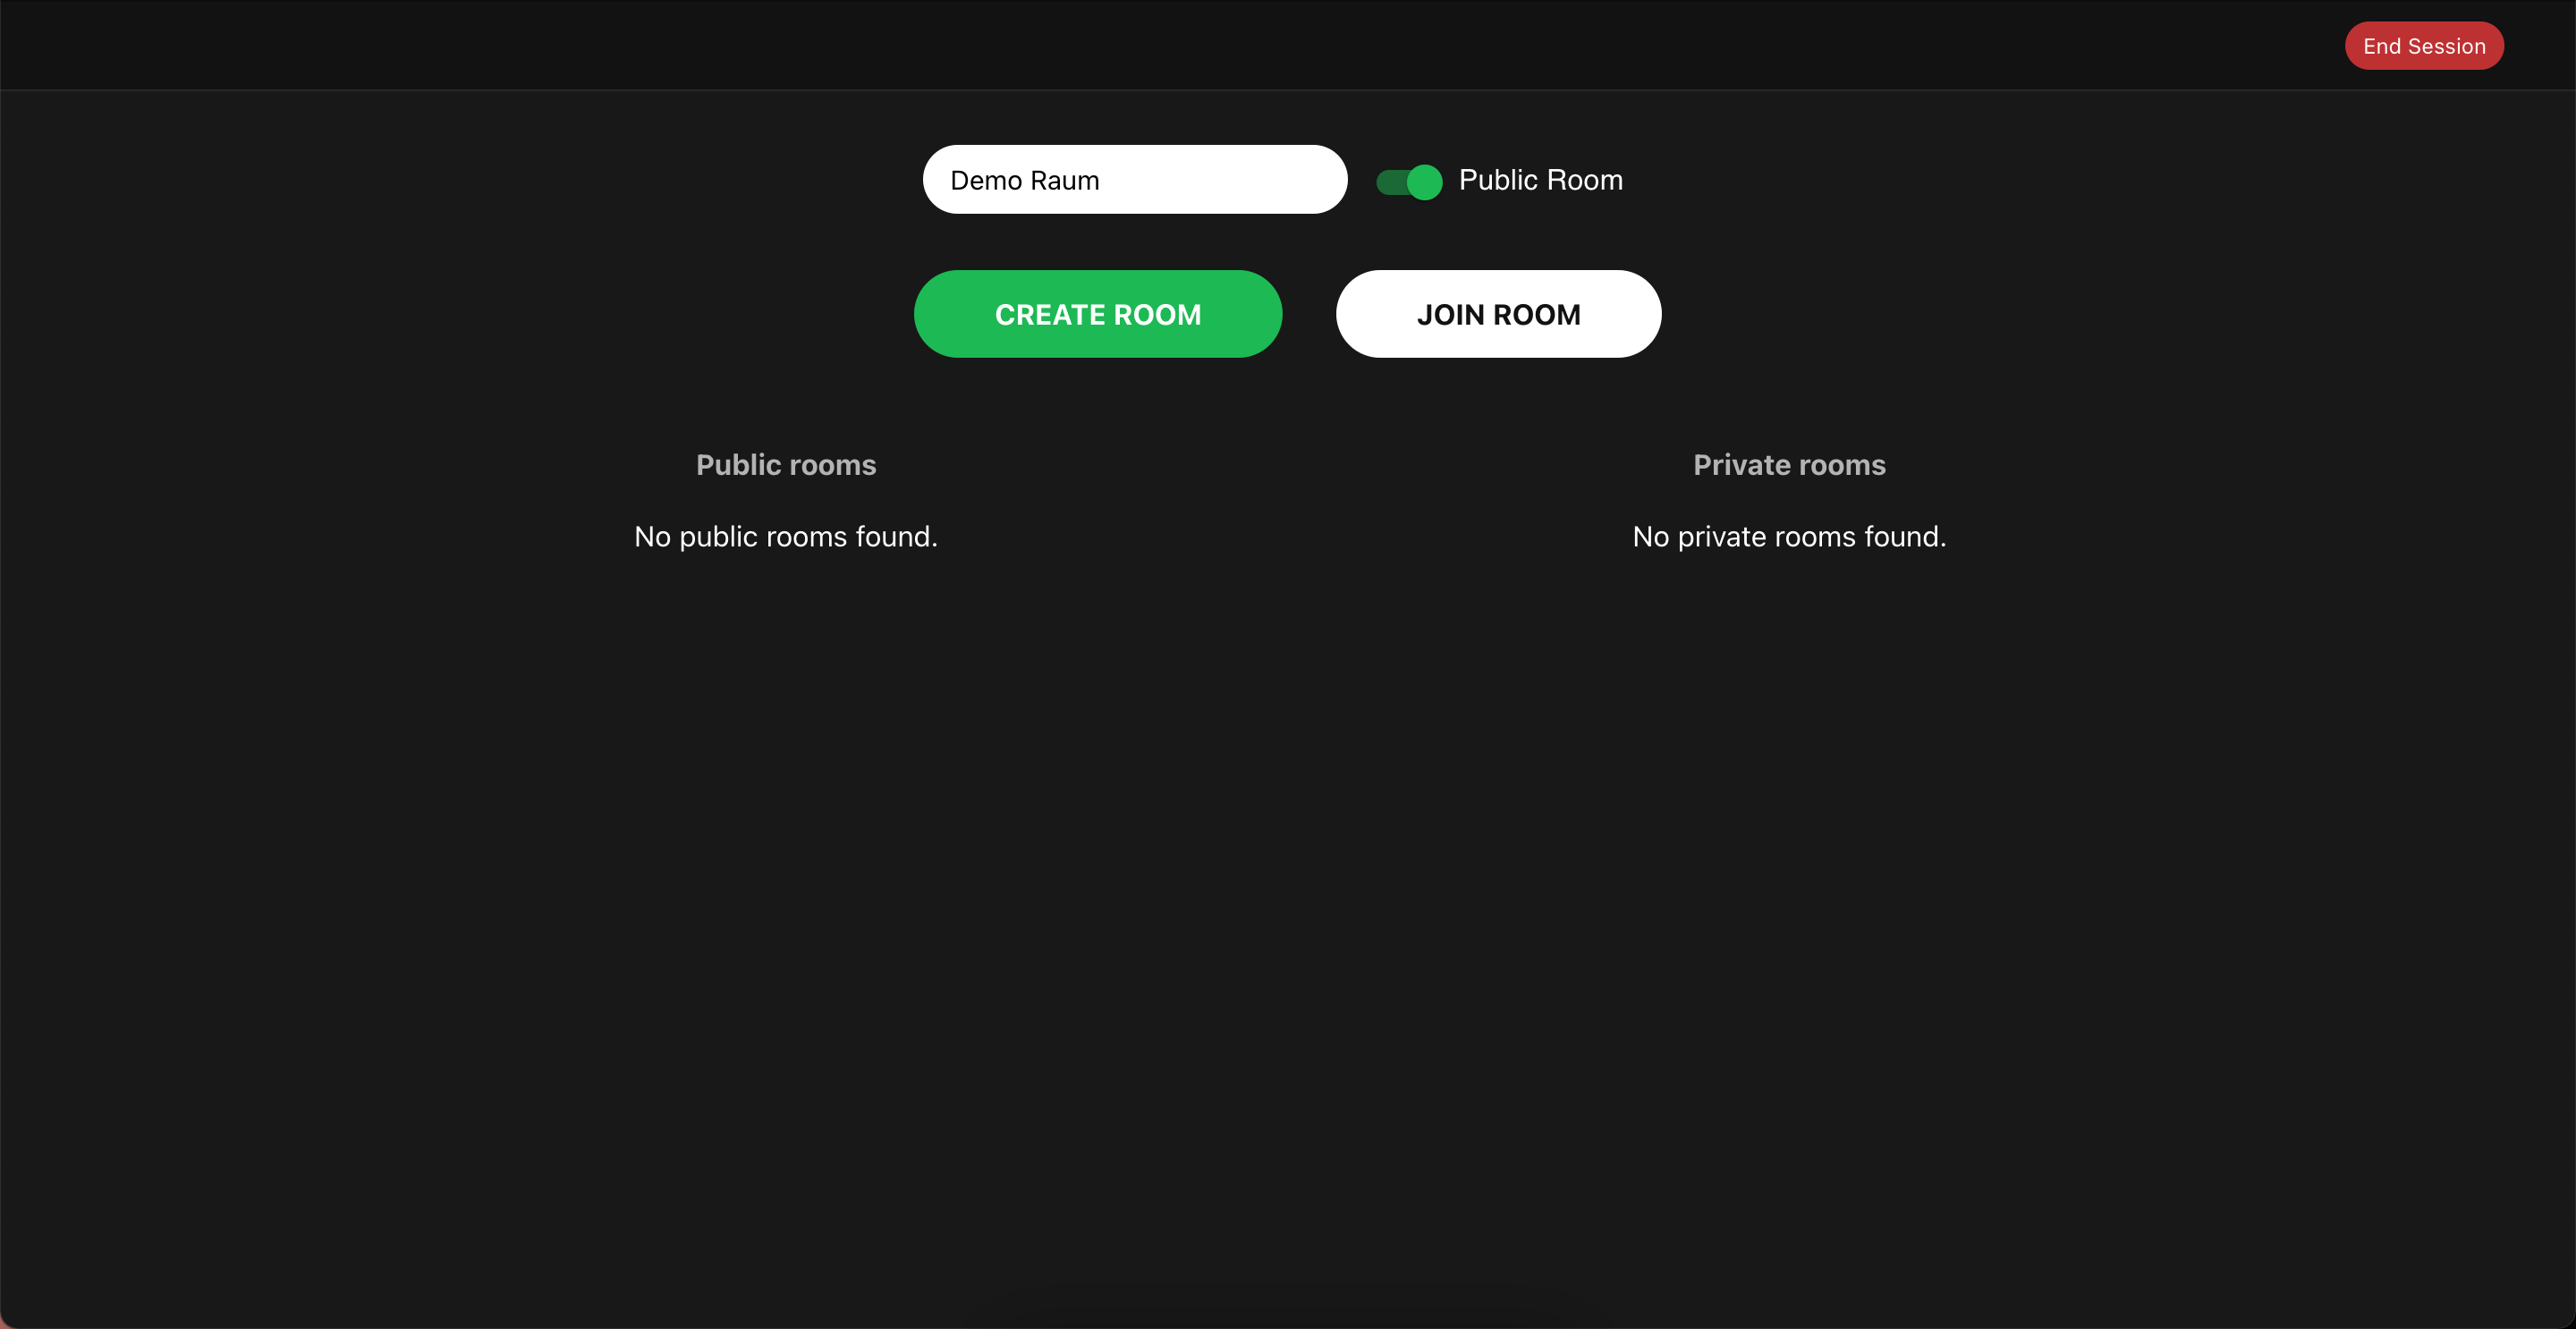 End Session
Demo Raum
Public Room
CREATE ROOM
JOIN ROOM
Public rooms
Private rooms
No public rooms found.
No private rooms found.